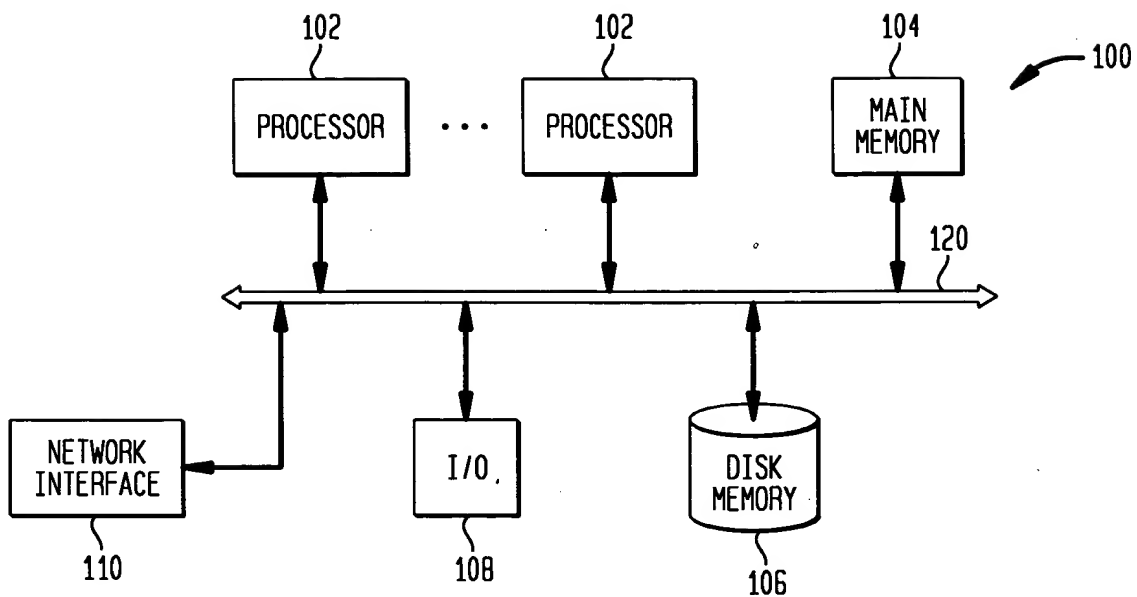 102
102
104
100
PROCESSOR
...
PROCESSOR
MAIN
MEMORY
120
NETWORK
INTERFACE
I/O
DISK
MEMORY
110
108
106